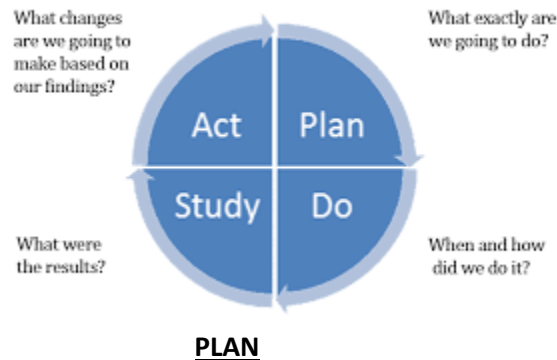 What changes
are we going to
make based on
our findings?
What exactly are
we going to do?
Act
Plan
Study
Do
What were
the results?
When and how
did we do it?
PLAN